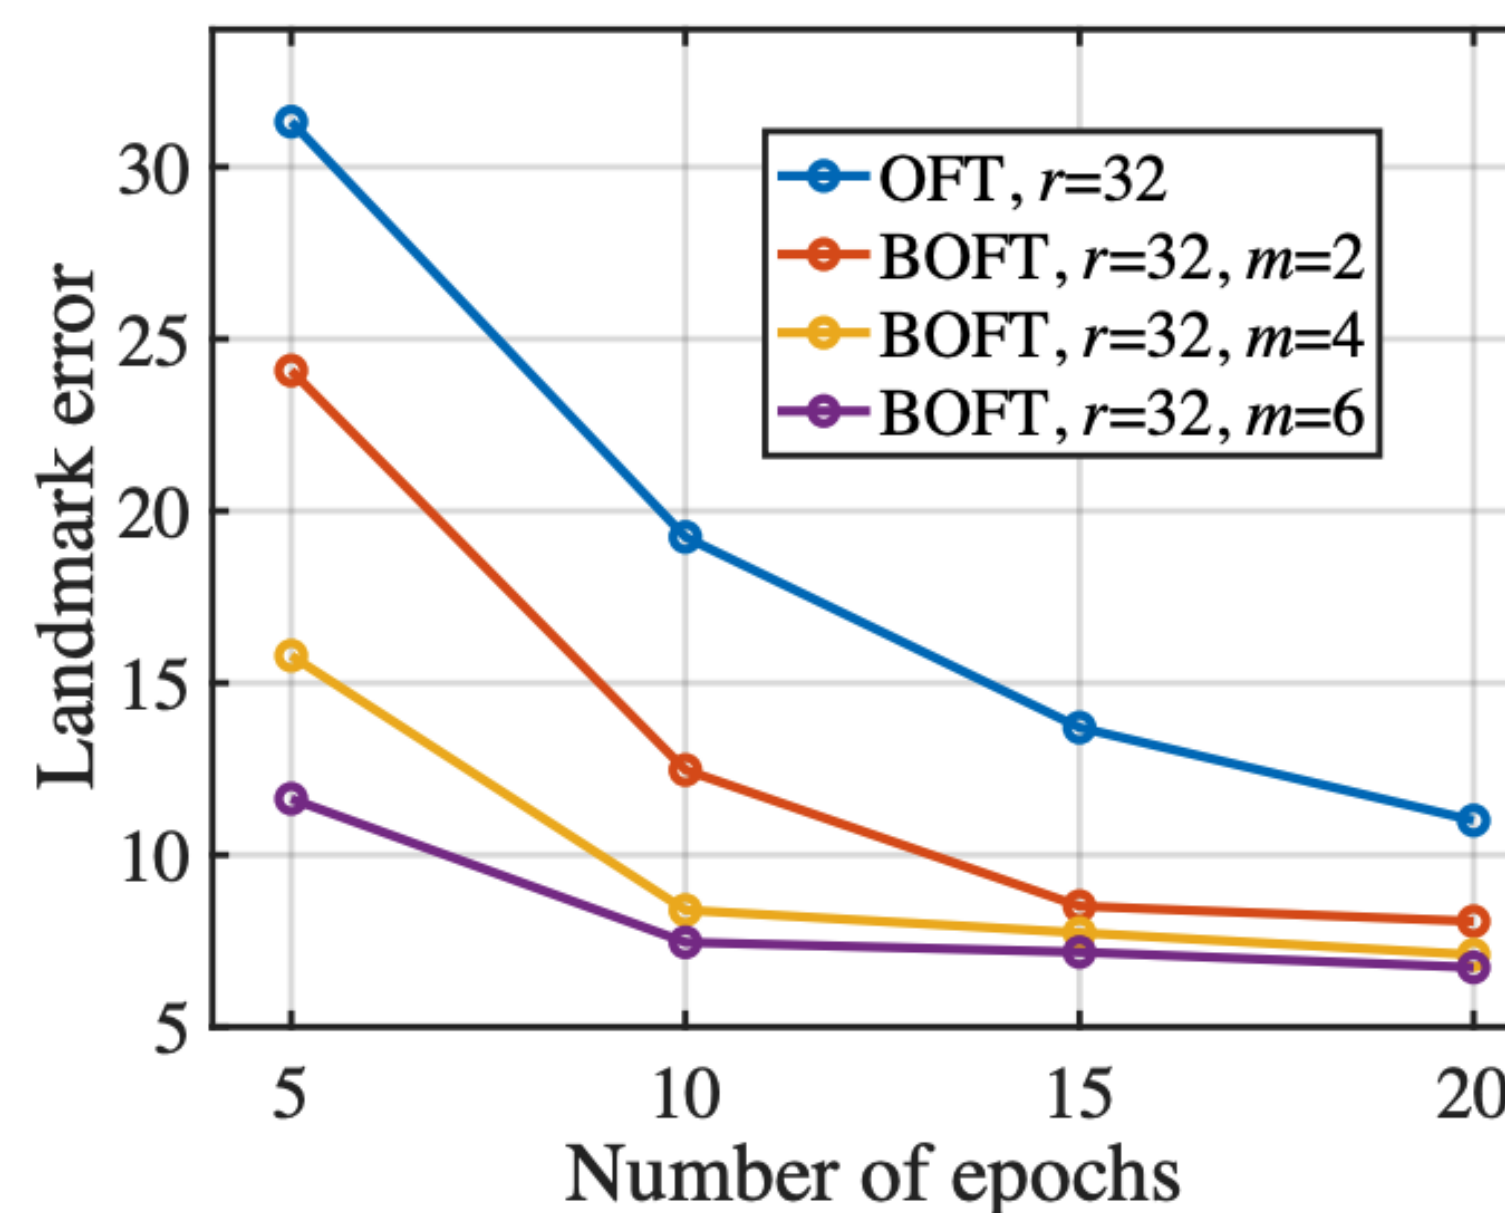 Landmark error
30
25
20
15
10
5
OFT, r=32
BOFT, r=32, m=2
BOFT, r=32, m=4
BOFT, r=32, m=6
5 10 15 20
Number of epochs